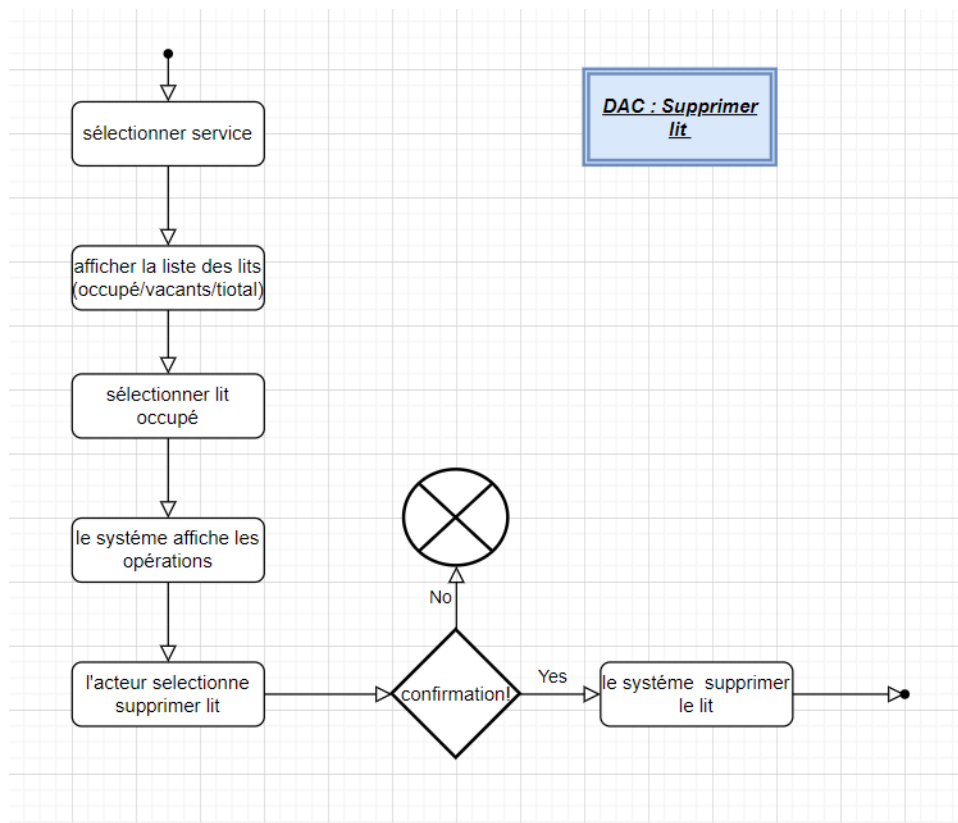 DAC : Supprimer
lit
sélectionner service
afficher la liste des lits
(occupé/vacants/tiotal)
sélectionner lit
occupé
le systéme affiche les
opérations
l'acteur selectionne
supprimer lit
confirmation!
No
Yes
le systéme supprimer
le lit